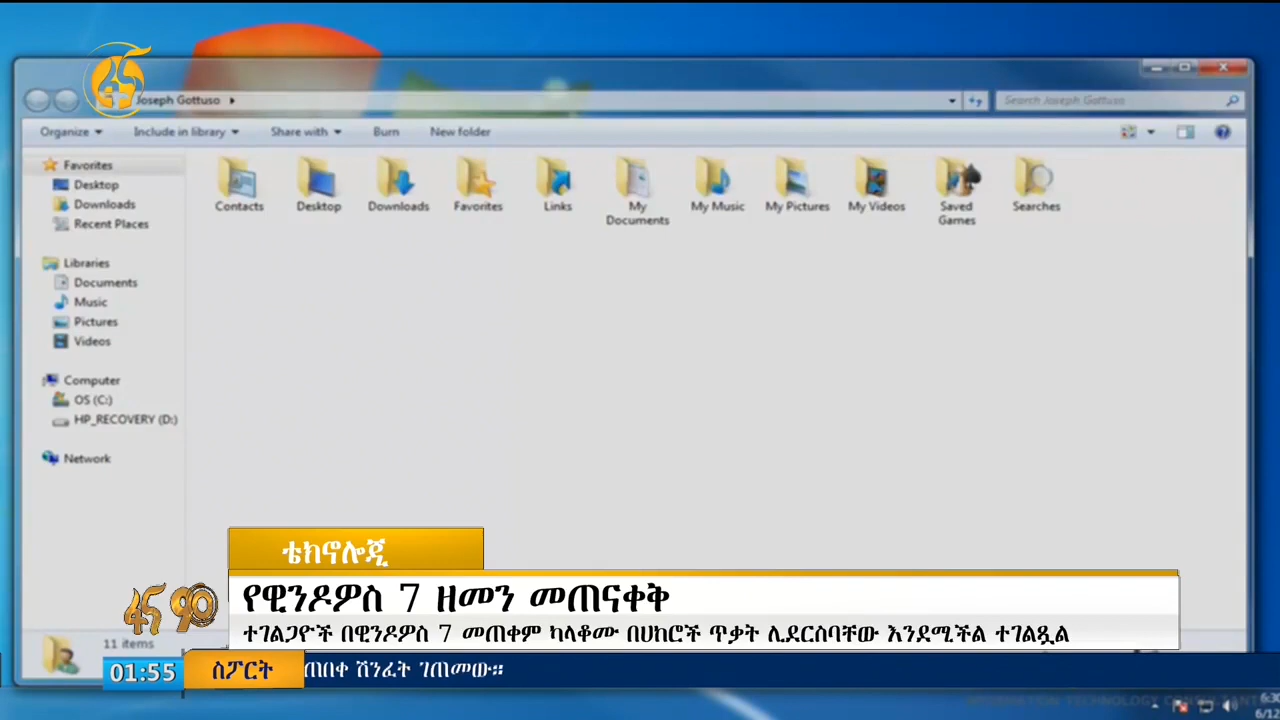 Joseph Gottuso
Search Joseph Gottuso
Organize Include in library Share with Burn New folder
Favorites
Desktop
Downloads
Recent Places
Libraries
Documents
Music
Pictures
Videos
Computer
OS (C:)
HP_RECOVERY (D:)
Network
Contacts
Desktop
Downloads
Favorites
Links
My
Documents
My Music
My Pictures
My Videos
Saved
Games
Searches
11 items
ቴክኖሎጂ
የዊንዶዎስ 7 ዘመን መጠናቀቅ
ተገልጋዮች በዊንዶዎስ 7 መጠቀም ካላቆሙ በሀከሮች ጥቃት ሊደርስባቸው እንደሚችል ተገልጿል
01:55 ስፖርት ጠበቀ ሽንፈት ገጠመው።